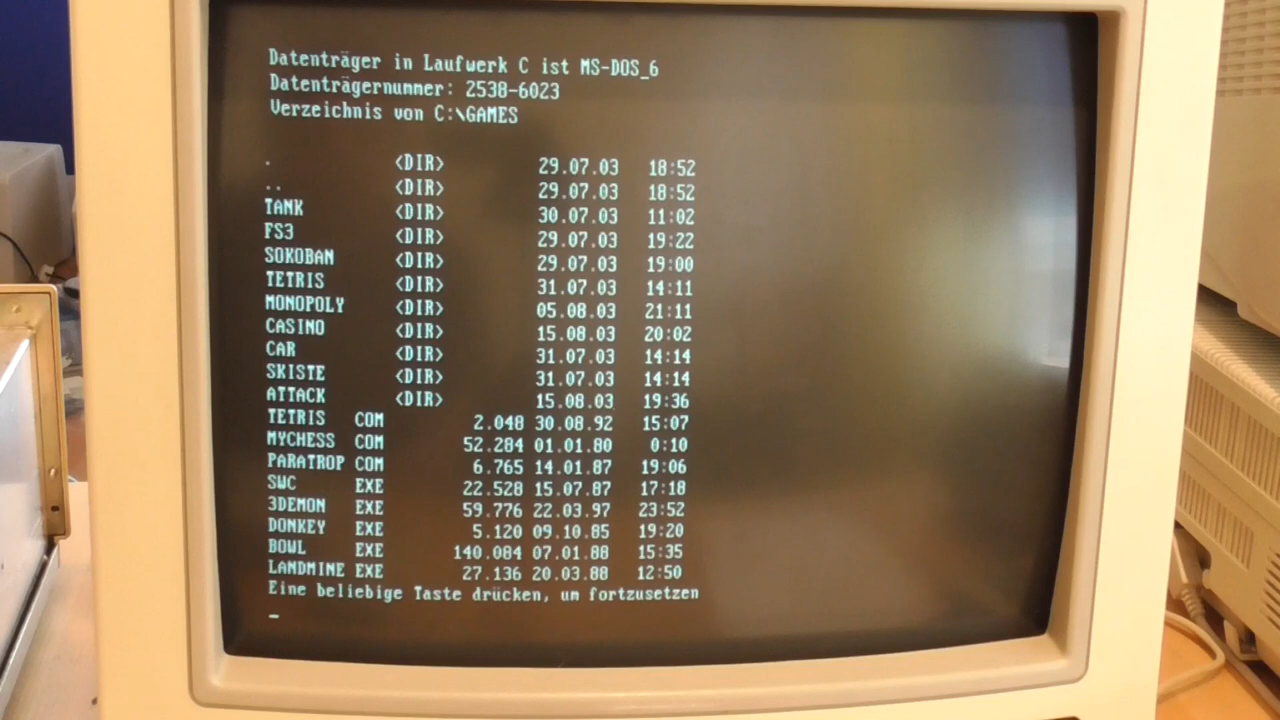 Datenträger in Laufwerk C ist MS-DOS_6
Datenträgernummer: 2538-6023
Verzeichnis von C:\GAMES
. <DIR> 29.07.03 18:52
.. <DIR> 29.07.03 18:52
TANK <DIR> 30.07.03 11:02
FS3 <DIR> 29.07.03 19:22
SOKOBAN <DIR> 29.07.03 19:00
TETRIS <DIR> 31.07.03 14:11
MONOPOLY <DIR> 05.08.03 21:11
CASINO <DIR> 15.08.03 20:02
CAR <DIR> 31.07.03 14:14
SKISTE <DIR> 31.07.03 14:14
ATTACK <DIR> 15.08.03 19:36
TETRIS COM 2.048 30.08.92 15:07
MYCHESS COM 52.284 01.01.80 0:10
PARATROP COM 6.765 14.01.87 19:06
SWC EXE 22.528 15.07.87 17:18
3DEMON EXE 59.776 22.03.97 23:52
DONKEY EXE 5.120 09.10.85 19:20
BOWL EXE 140.084 07.01.88 15:35
LANDMINE EXE 27.136 20.03.88 12:50
Eine beliebige Taste drücken, um fortzusetzen
_